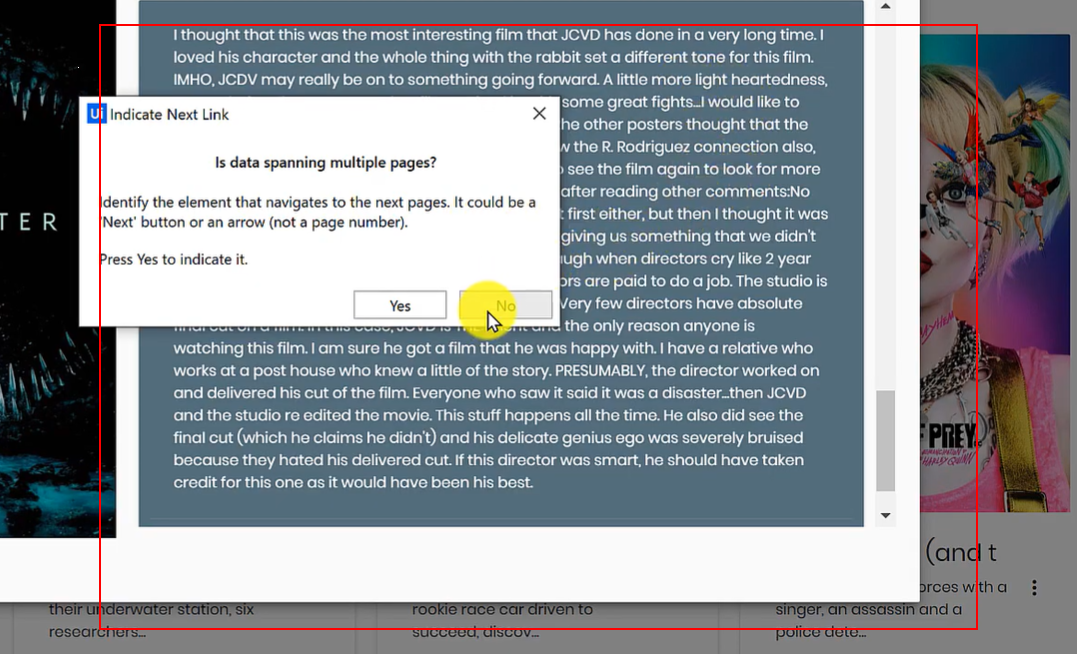 I thought that this was the most interesting film that JCVD has done in a very long time. I
loved his character and the whole thing with the rabbit set a different tone for this film.
IMHO, JCDV may really be on to something going forward. A little more light heartedness,
some great fights...I would like to
he other posters thought that the
the R. Rodriguez connection also,
see the film again to look for more
after reading other comments:No
first either, but then I thought it was
giving us something that we didn't
ugh when directors cry like 2 year
ors are paid to do a job. The studio is
Very few directors have absolute
the only reason anyone is
watching this film. I am sure he got a film that he was happy with. I have a relative who
works at a post house who knew a little of the story. PRESUMABLY, the director worked on
and delivered his cut of the film. Everyone who saw it said it was a disaster...then JCVD
and the studio re edited the movie. This stuff happens all the time. He also did see the
final cut (which he claims he didn't) and his delicate genius ego was severely bruised
because they hated his delivered cut. If this director was smart, he should have taken
credit for this one as it would have been his best.
Ui Indicate Next Link
Is data spanning multiple pages?
Identify the element that navigates to the next pages. It could be a
'Next' button or an arrow (not a page number).
Press Yes to indicate it.
Yes
No
TER
PREY
(and t
their underwater station, six
researchers...
rookie race car driven to
succeed, discov...
orces with a
singer, an assassin and a
police dete...